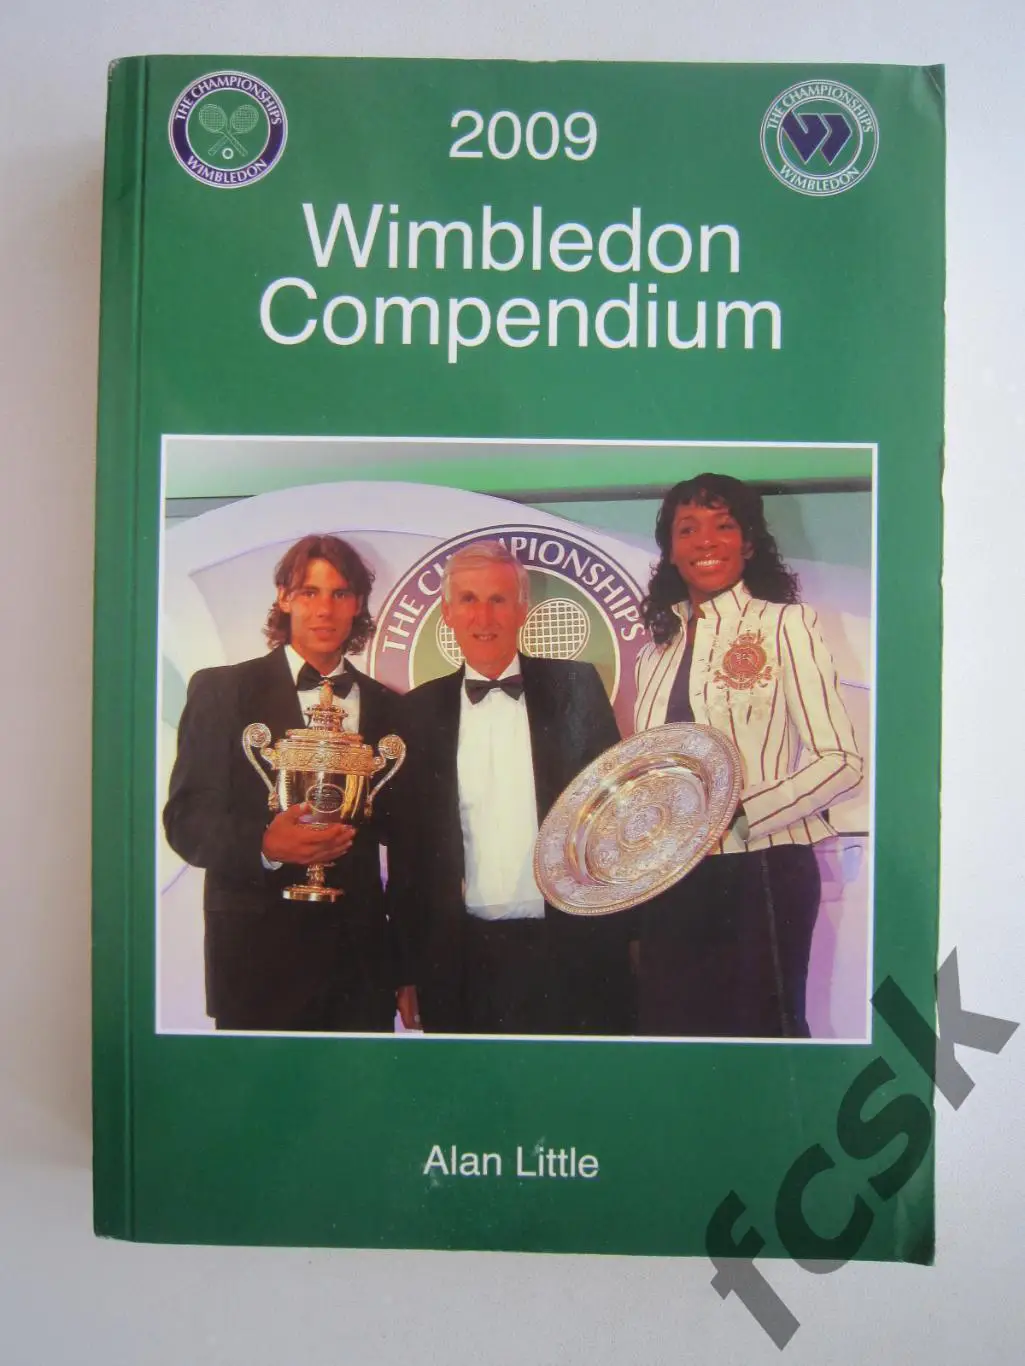 THE CHAMPIONSHIPS
WIMBLEDON
2009
THE CHAMPIONSHIPS
WIMBLEDON
Wimbledon
Compendium
THE CHAMPIONSHIPS
Alan Little
fcsk